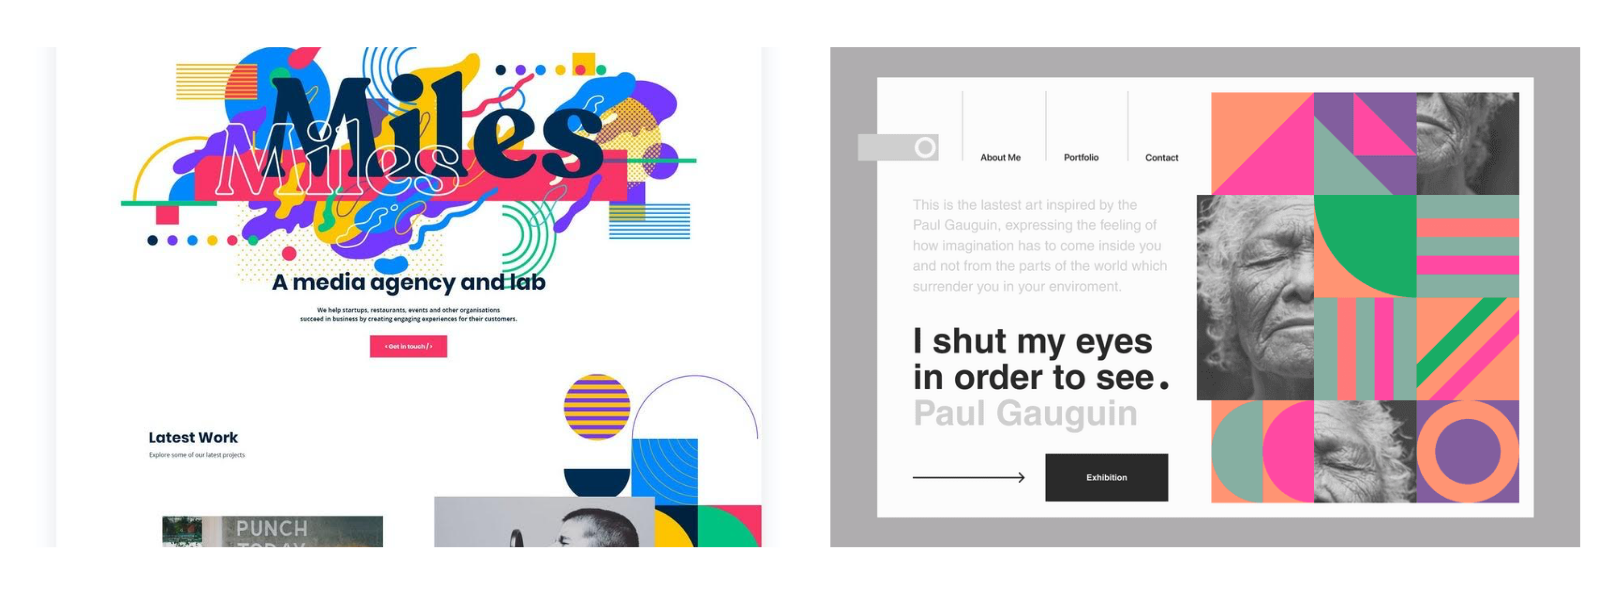 Miles
Miles
A media agency and lab
We help startups, restaurants, events and other organisations
succeed in business by creating engaging experiences for their customers.
‹ Get in touch / ›
Latest Work
Explore some of our latest projects
PUNCH
TODAY
About Me
Portfolio
Contact
This is the lastest art inspired by the
Paul Gauguin, expressing the feeling of
how imagination has to come inside you
and not from the parts of the world which
surrender you in your enviroment.
I shut my eyes
in order to see.
Paul Gauguin
Exhibition